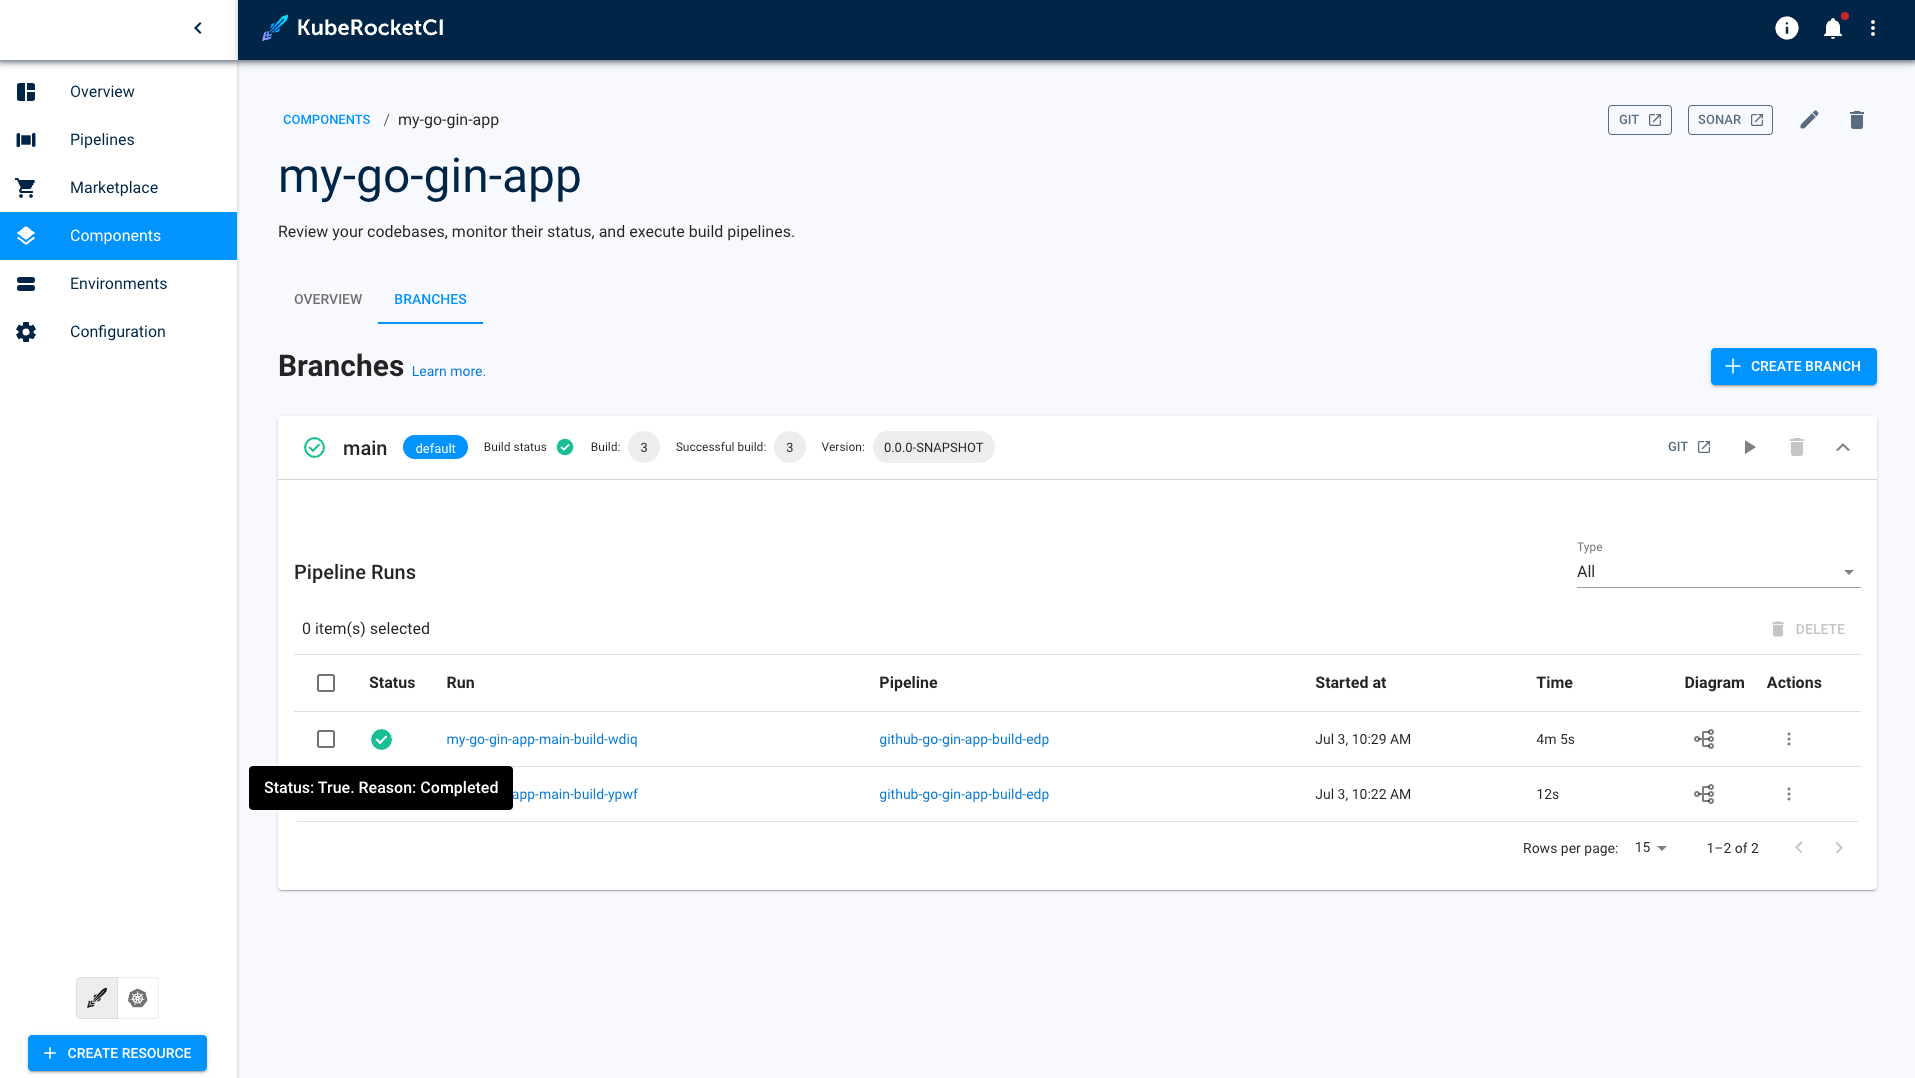 KubeRocketCI
Overview
Pipelines
Marketplace
Components
Environments
Configuration
CREATE RESOURCE
COMPONENTS / my-go-gin-app
GIT
SONAR
my-go-gin-app
Review your codebases, monitor their status, and execute build pipelines.
OVERVIEW
BRANCHES
Branches Learn more.
CREATE BRANCH
main default Build status Build: 3 Successful build: 3 Version: 0.0.0-SNAPSHOT GIT
Type
Pipeline Runs All
0 item(s) selected DELETE
Status Run Pipeline Started at Time Diagram Actions
my-go-gin-app-main-build-wdiq github-go-gin-app-build-edp Jul 3, 10:29 AM 4m 5s
Status: True. Reason: Completed
app-main-build-ypwf github-go-gin-app-build-edp Jul 3, 10:22 AM 12s
Rows per page: 15 1–2 of 2